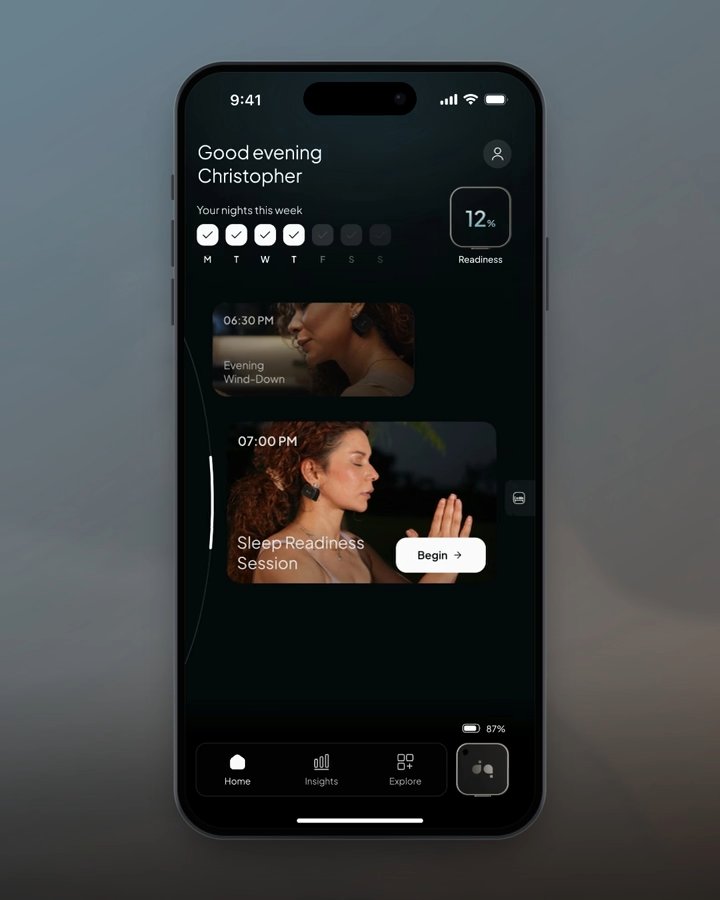 9:41
Good evening
Christopher
Your nights this week
M T W T F S S
12%
Readiness
06:30 PM
Evening
Wind-Down
07:00 PM
Sleep Readiness
Session
Begin →
87%
Home Insights Explore